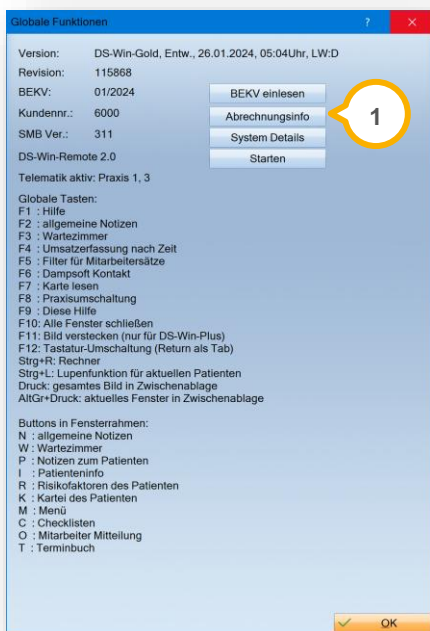 Globale Funktionen
Version: DS-Win-Gold, Entw., 26.01.2024, 05:04Uhr, LW:D
Revision: 115868
BEKV: 01/2024 BEKV einlesen
Kundennr.: 6000 Abrechnungsinfo 1
SMB Ver.: 311 System Details
DS-Win-Remote 2.0 Starten
Telematik aktiv: Praxis 1, 3
Globale Tasten:
F1 : Hilfe
F2 : allgemeine Notizen
F3 : Wartezimmer
F4 : Umsatzerfassung nach Zeit
F5 : Filter für Mitarbeitersätze
F6 : Dampsoft Kontakt
F7 : Karte lesen
F8 : Praxisumschaltung
F9 : Diese Hilfe
F10: Alle Fenster schließen
F11: Bild verstecken (nur für DS-Win-Plus)
F12: Tastatur-Umschaltung (Return als Tab)
Strg+R: Rechner
Strg+L: Lupenfunktion für aktuellen Patienten
Druck: gesamtes Bild in Zwischenablage
AltGr+Druck: aktuelles Fenster in Zwischenablage
Buttons in Fensterrahmen:
N : allgemeine Notizen
W : Wartezimmer
P : Notizen zum Patienten
I : Patienteninfo
R : Risikofaktoren des Patienten
K : Kartei des Patienten
M : Menü
C : Checklisten
O : Mitarbeiter Mitteilung
T : Terminbuch
OK